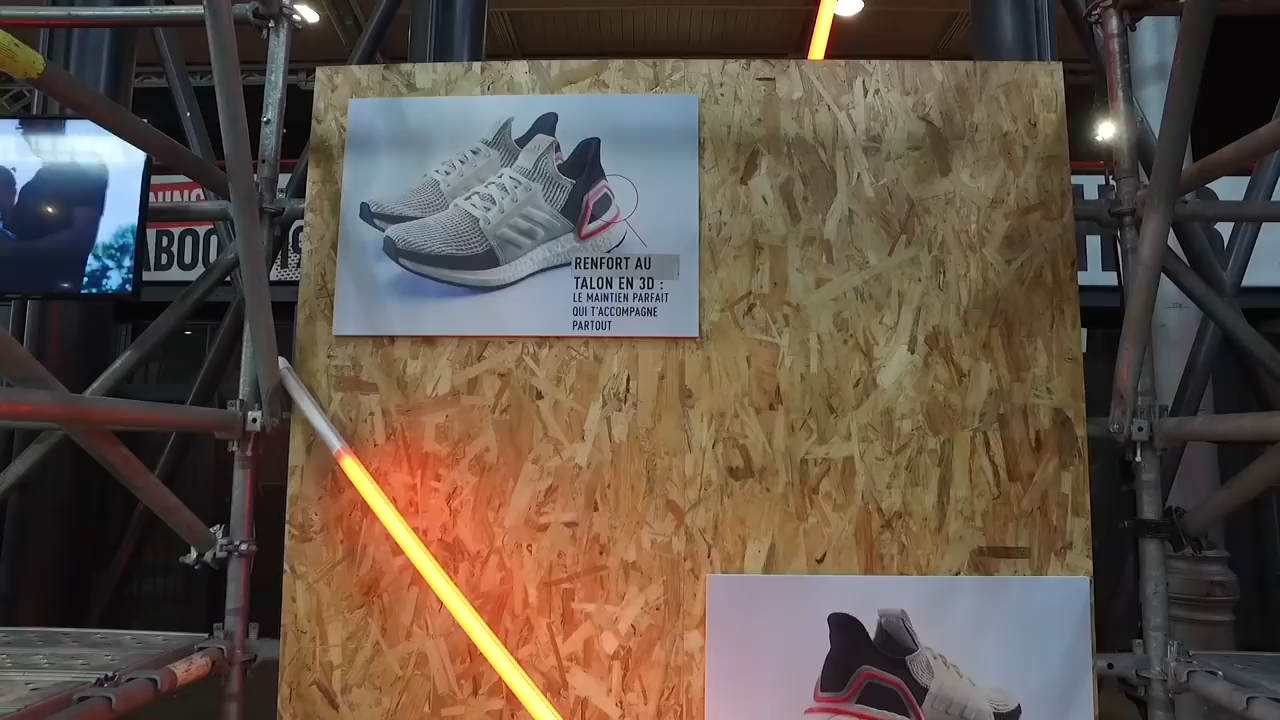 RENFORT AU
TALON EN 3D :
LE MAINTIEN PARFAIT
QUI T'ACCOMPAGNE
PARTOUT